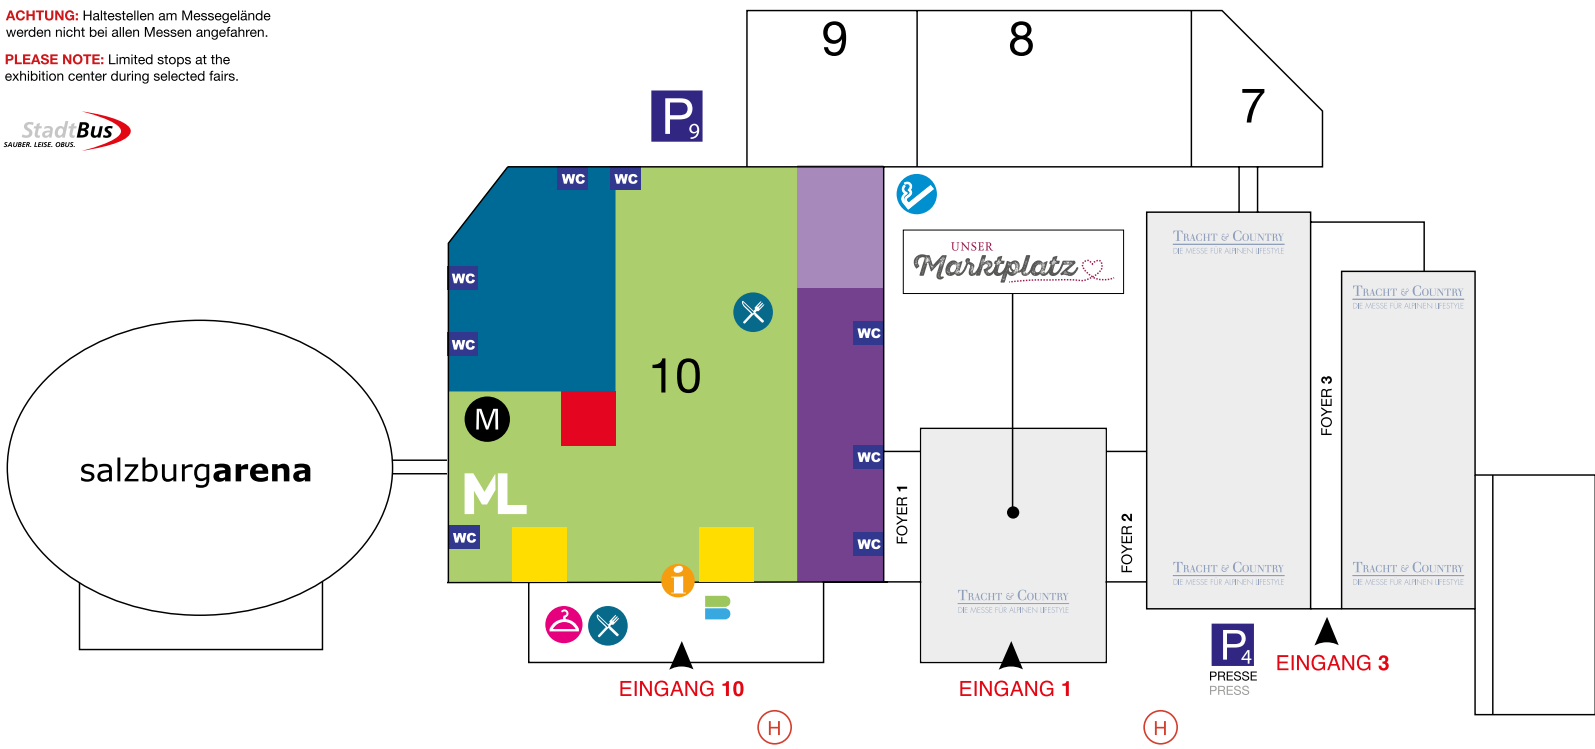 ACHTUNG: Haltestellen am Messegelände
werden nicht bei allen Messen angefahren.
PLEASE NOTE: Limited stops at the
exhibition center during selected fairs.
StadtBus
SAUBER. LEISE. OBUS.
9
8
7
P9
WC
WC
UNSER
Marktplatz
TRACHT & COUNTRY
DIE MESSE FÜR ALPINEN LIFESTYLE
TRACHT & COUNTRY
DIE MESSE FÜR ALPINEN LIFESTYLE
WC
WC
WC
10
M
salzburgarena
ML
WC
WC
WC
FOYER 1
FOYER 2
FOYER 3
i
B
TRACHT & COUNTRY
DIE MESSE FÜR ALPINEN LIFESTYLE
TRACHT & COUNTRY
DIE MESSE FÜR ALPINEN LIFESTYLE
TRACHT & COUNTRY
DIE MESSE FÜR ALPINEN LIFESTYLE
P4
PRESSE
PRESS
EINGANG 10
EINGANG 1
EINGANG 3
H
H